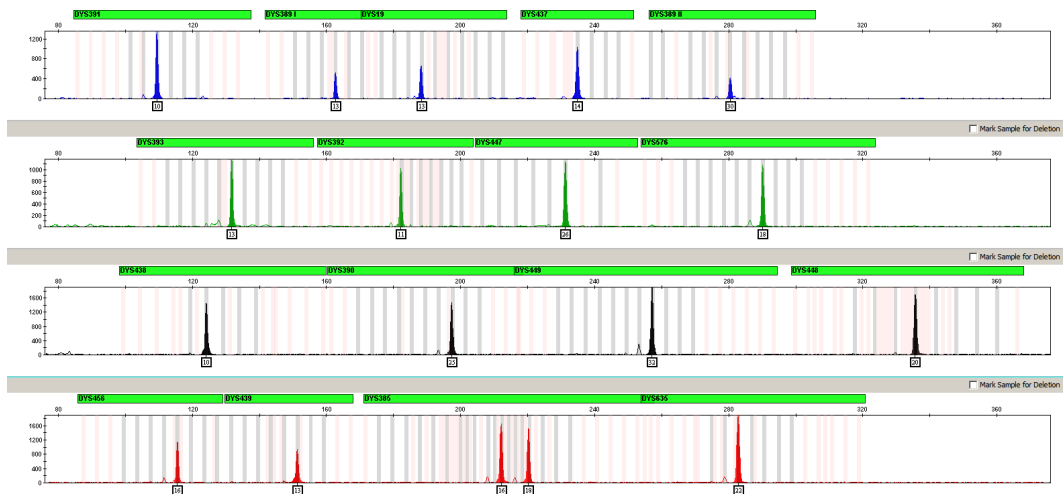 DYS391 DYS389 I DYS19 DYS437 DYS389 II
80 120 160 200 240 280 320 360
1200
800
400
0
10 13 13 14 30
Mark Sample for Deletion
DYS393 DYS392 DYS447 DYS576
80 120 160 200 240 280 320 360
1000
800
600
400
200
0
13 11 26 18
Mark Sample for Deletion
DYS438 DYS390 DYS449 DYS448
80 120 160 200 240 280 320 360
1600
1200
800
400
0
10 25 32 20
Mark Sample for Deletion
DYS456 DYS439 DYS385 DYS635
80 120 160 200 240 280 320 360
1600
1200
800
400
0
16 13 16 18 22